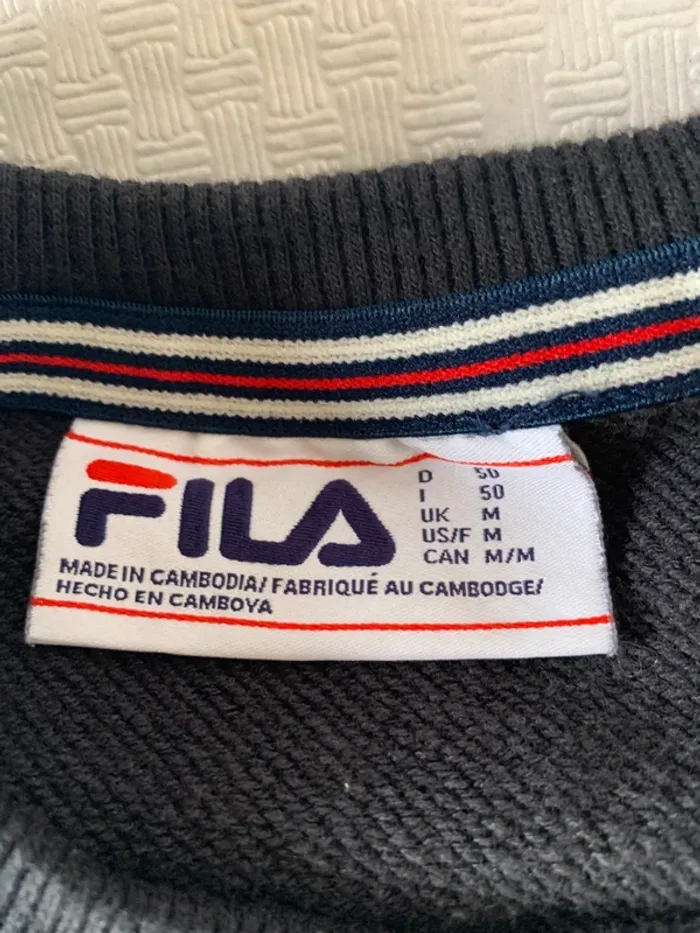 FILA
D 50
I 50
UK M
US/F M
CAN M/M
MADE IN CAMBODIA/ FABRIQUÉ AU CAMBODGE/
HECHO EN CAMBOYA